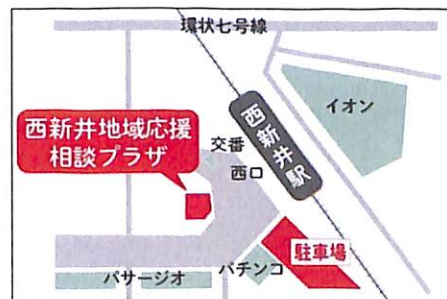 環状七号線
イオン
西新井駅
西新井地域応援
相談プラザ
交番
西口
駐車場
パチンコ
パサージオ